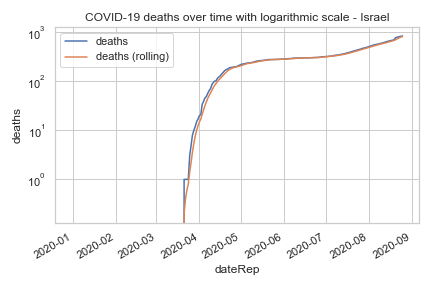 COVID-19 deaths over time with logarithmic scale - Israel
deaths
deaths (rolling)
10³
10²
10¹
10⁰
deaths
2020-01
2020-02
2020-03
2020-04
2020-05
2020-06
2020-07
2020-08
2020-09
dateRep